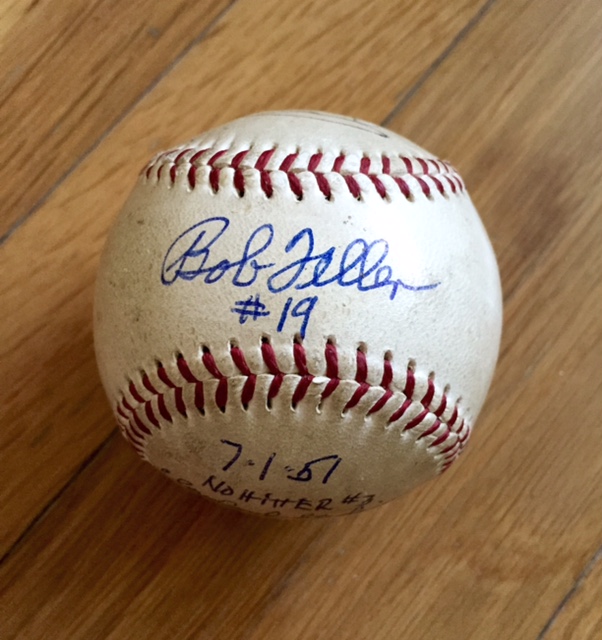 Bob Feller
#19
7-1-51
NO HITTER #3